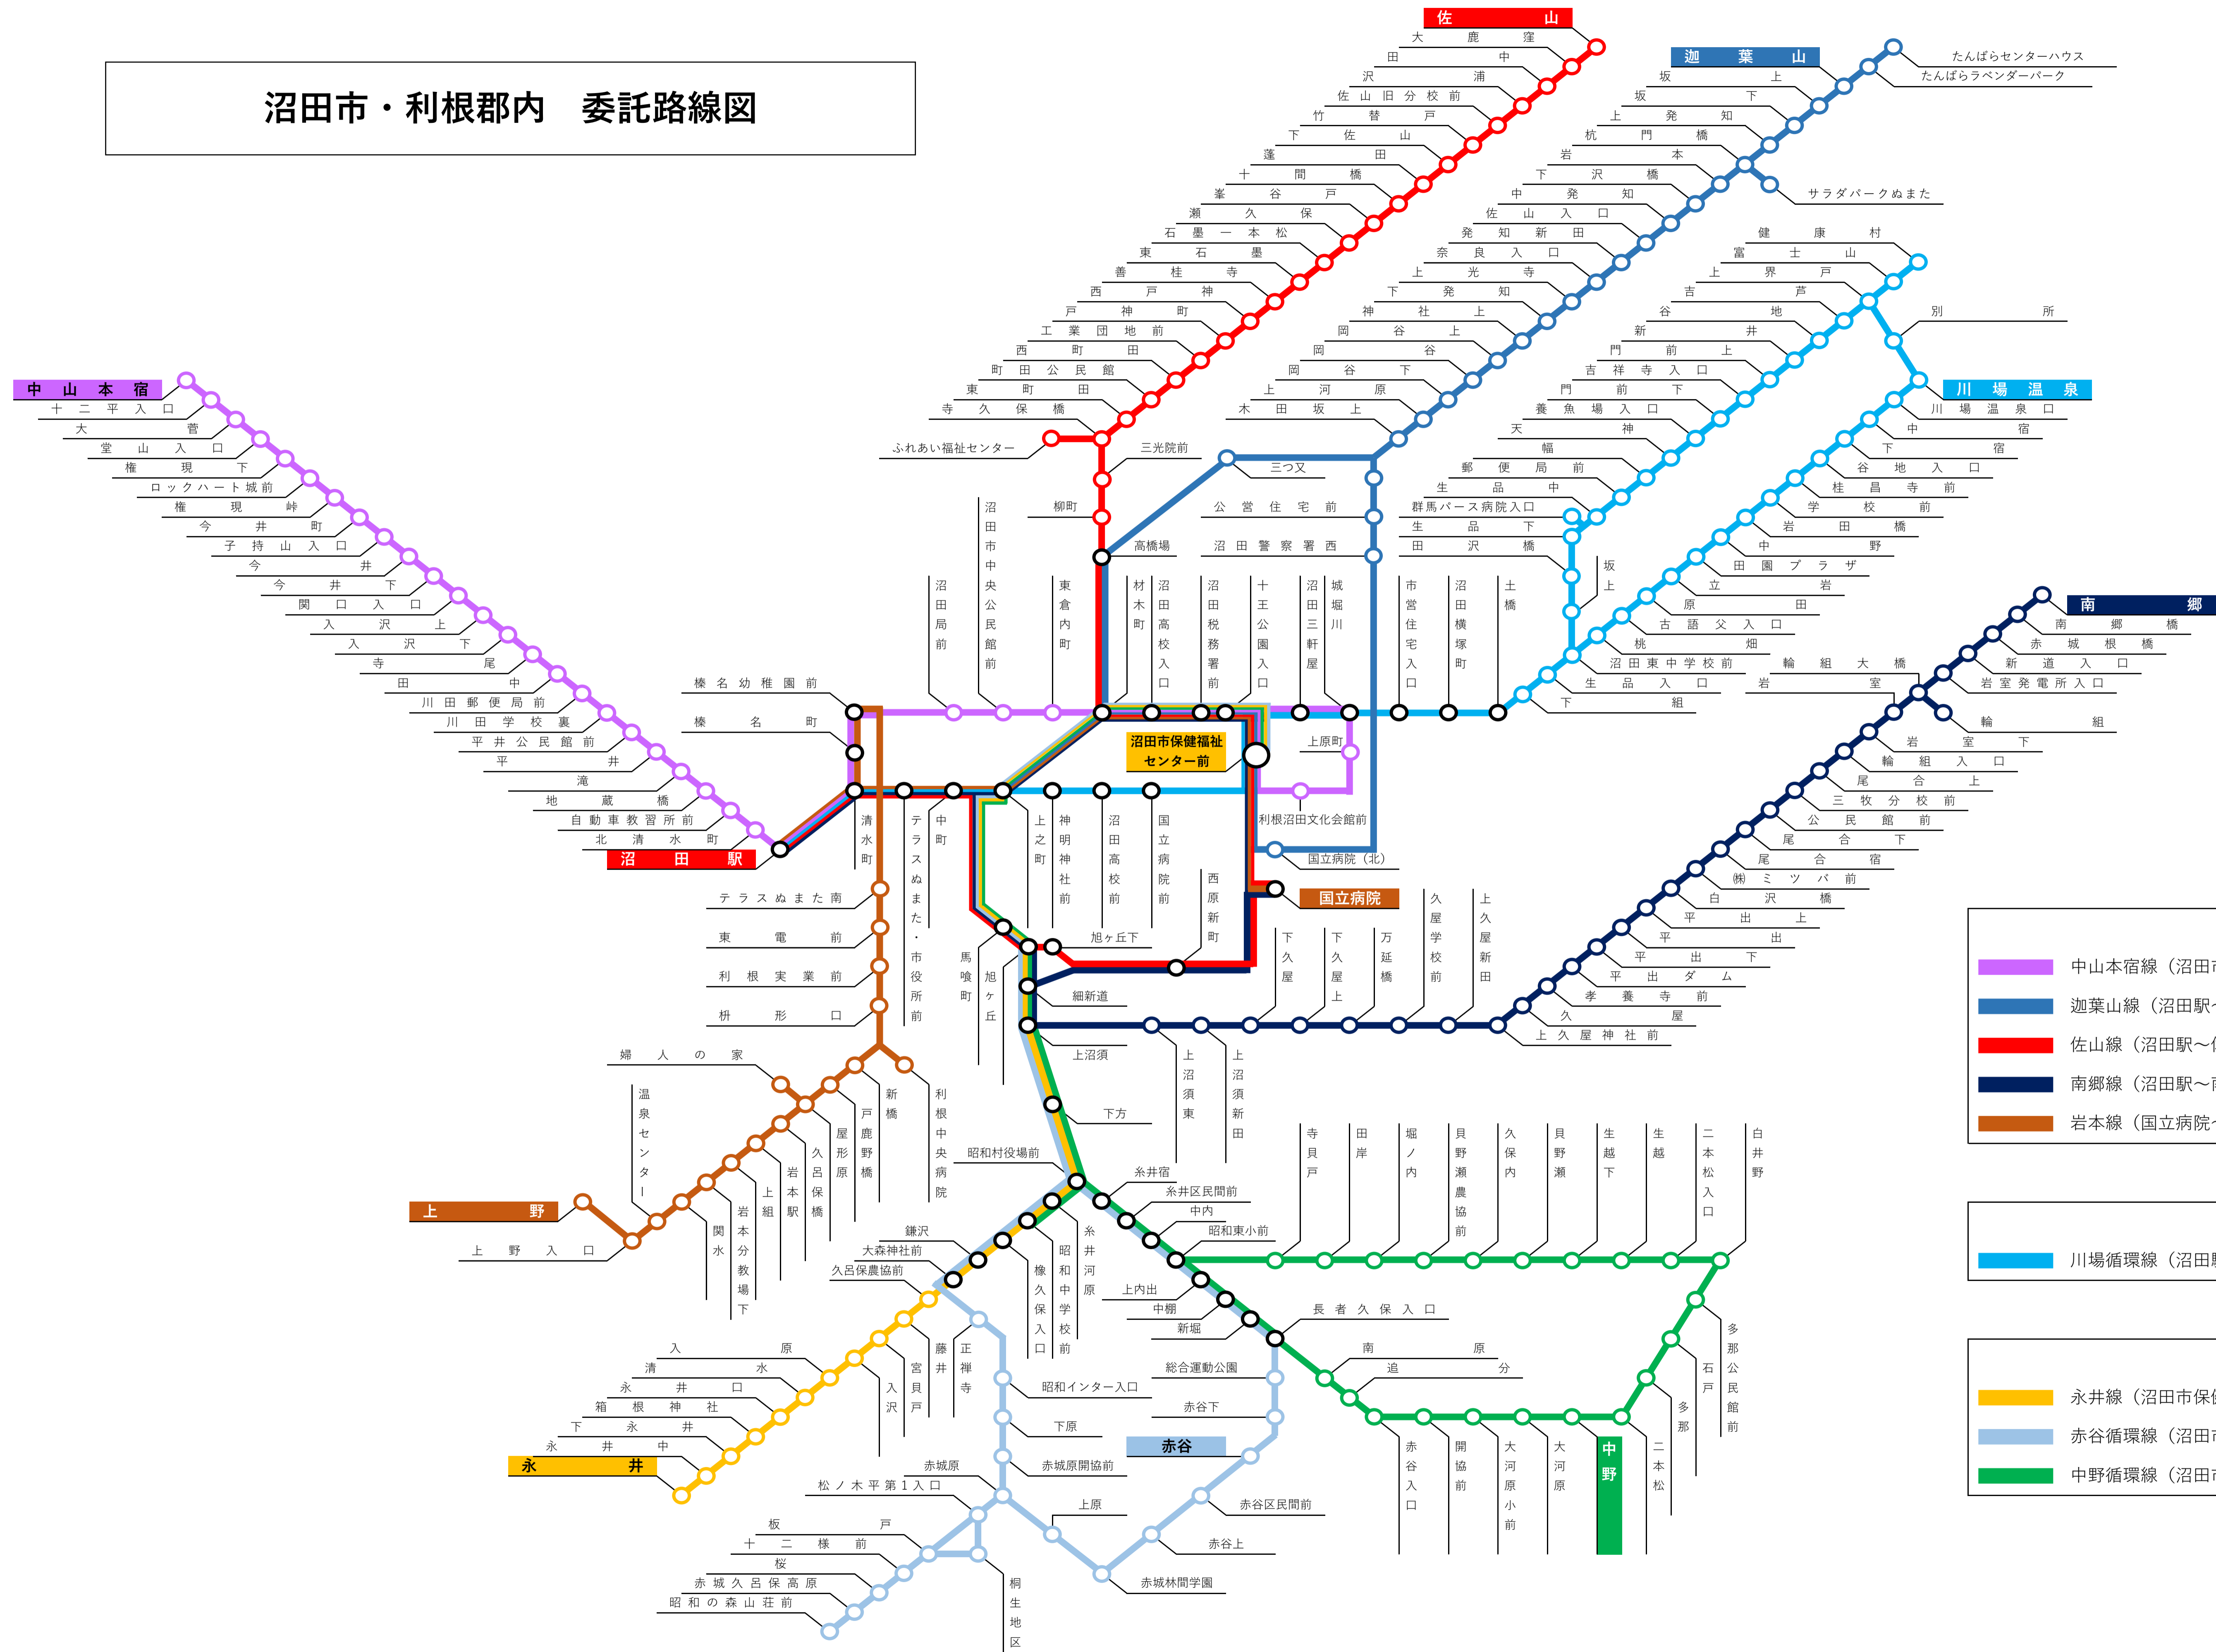 沼田市・利根郡内　委託路線図
佐山
大鹿窪
田中
沢浦
佐山旧分校前
竹替戸
下佐山
蓬田
十間橋
峯谷戸
瀬久保
石墨一本松
東石墨
善桂寺
西戸神
戸神町
工業団地前
西町田
町田公民館
東町田
寺久保橋
ふれあい福祉センター
三光院前
柳町
高橋場
たんばらセンターハウス
たんばらラベンダーパーク
迦葉山
坂上
坂下
上発知
杭門橋
サラダパークぬまた
岩本
下沢橋
中発知
佐山入口
発知新田
奈良入口
上光寺
下発知
神社上
岡谷上
岡谷
岡谷下
上河原
木田坂上
三つ又
公営住宅前
沼田警察署西
健康村
富士山
上界戸
吉芦
谷地
新井
門前上
吉祥寺入口
門前下
養魚場入口
天神
幅
郵便局前
生品中
群馬パース病院入口
生品下
田沢橋
坂上
別所
川場温泉
川場温泉口
中宿
下宿
谷地入口
桂昌寺前
学校前
岩田橋
中野
田園プラザ
立岩
原田
古語父入口
桃畑
沼田東中学校前
生品入口
下組
中山本宿
十二平入口
大菅
堂山入口
権現下
ロックハート城前
権現峠
今井町
子持山入口
今井
今井下
関口入口
入沢上
入沢下
寺尾
田中
川田郵便局前
川田学校裏
平井公民館前
平井
滝
地蔵橋
自動車教習所前
北清水町
沼田駅
榛名幼稚園前
榛名町
沼田局前
沼田市中央公民館前
東倉内町
材木町
沼田高校入口
沼田税務署前
十王公園入口
沼田三軒屋
城堀川
市営住宅入口
沼田横塚町
土橋
沼田市保健福祉
センター前
上原町
利根沼田文化会館前
国立病院（北）
国立病院
清水町
テラスぬまた・市役所前
中町
上之町
神明神社前
沼田高校前
国立病院前
西原新町
馬喰町
旭ヶ丘
旭ヶ丘下
細新道
上沼須
上沼須東
上沼須新田
下久屋
下久屋上
万延橋
久屋学校前
上久屋新田
南郷
南郷橋
赤城根橋
新道入口
岩室発電所入口
輪組大橋
輪組
岩室
岩室下
輪組入口
尾合上
三牧分校前
公民館前
尾合下
尾合宿
㈱ミツバ前
白沢橋
平出上
平出
平出下
平出ダム
孝養寺前
久屋
上久屋神社前
テラスぬまた南
東電前
利根実業前
枡形口
婦人の家
温泉センター
利根中央病院
新橋
戸鹿野橋
屋形原
久呂保橋
岩本駅
上組
岩本分教場下
関水
上野
上野入口
下方
昭和村役場前
糸井宿
糸井区民間前
中内
昭和東小前
糸井河原
昭和中学校前
橡久保入口
鎌沢
大森神社前
久呂保農協前
正禅寺
藤井
宮貝戸
入沢
入原
清水
永井口
箱根神社
下永井
永井中
永井
上内出
中棚
新堀
長者久保入口
総合運動公園
赤谷下
赤谷
赤谷区民間前
赤谷上
赤城林間学園
上原
昭和インター入口
下原
赤城原開協前
赤城原
松ノ木平第1入口
板戸
十二様前
桜
赤城久呂保高原
昭和の森山荘前
桐生地区
寺貝戸
田岸
堀ノ内
貝野瀬農協前
久保内
貝野瀬
生越下
生越
二本松入口
白井野
多那公民館前
石戸
多那
二本松
中野
大河原
大河原小前
開協前
赤谷入口
南原
追分
中山本宿線（沼田市
迦葉山線（沼田駅～
佐山線（沼田駅～佐
南郷線（沼田駅～南
岩本線（国立病院～
川場循環線（沼田駅
永井線（沼田市保健
赤谷循環線（沼田市
中野循環線（沼田市